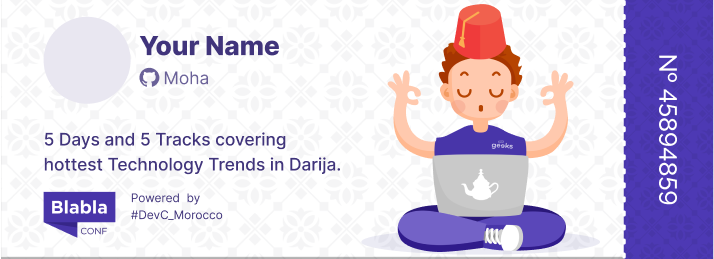 Your Name
Moha
5 Days and 5 Tracks covering
hottest Technology Trends in Darija.
Blabla
CONF
Powered by
#DevC_Morocco
geeks
Nº 45894859